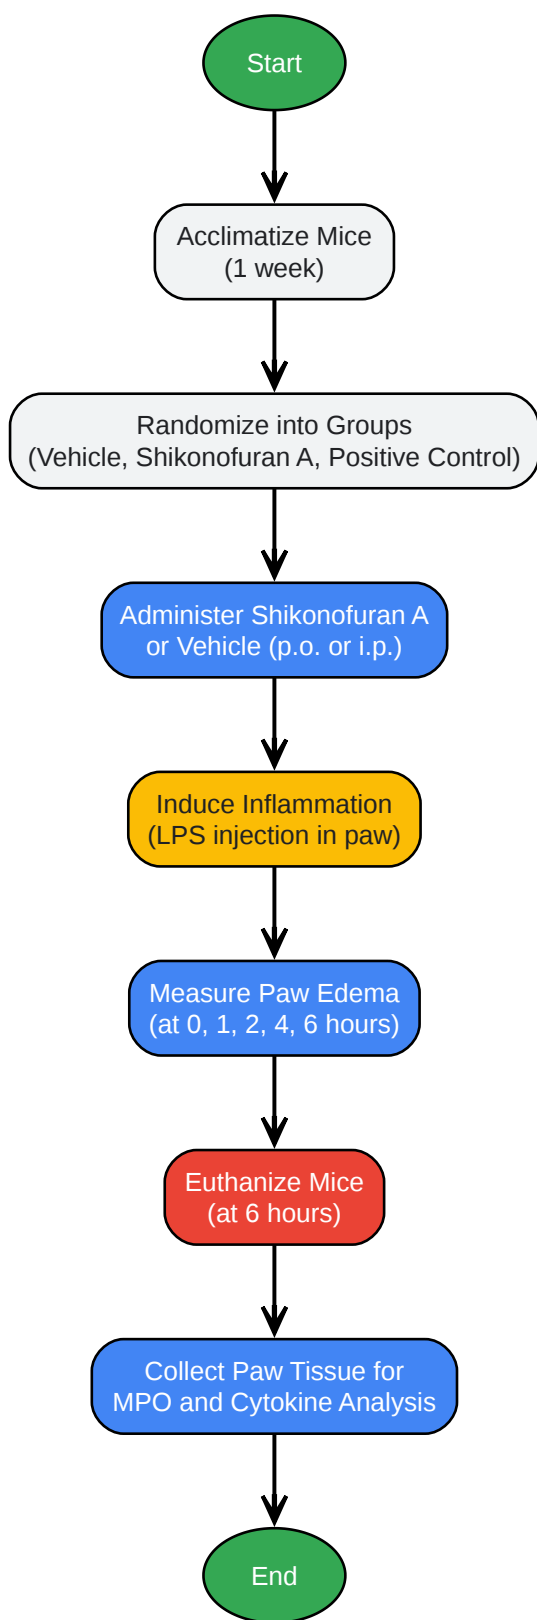 Start
Acclimatize Mice
(1 week)
Randomize into Groups
(Vehicle, Shikonofuran A, Positive Control)
Administer Shikonofuran A
or Vehicle (p.o. or i.p.)
Induce Inflammation
(LPS injection in paw)
Measure Paw Edema
(at 0, 1, 2, 4, 6 hours)
Euthanize Mice
(at 6 hours)
Collect Paw Tissue for
MPO and Cytokine Analysis
End